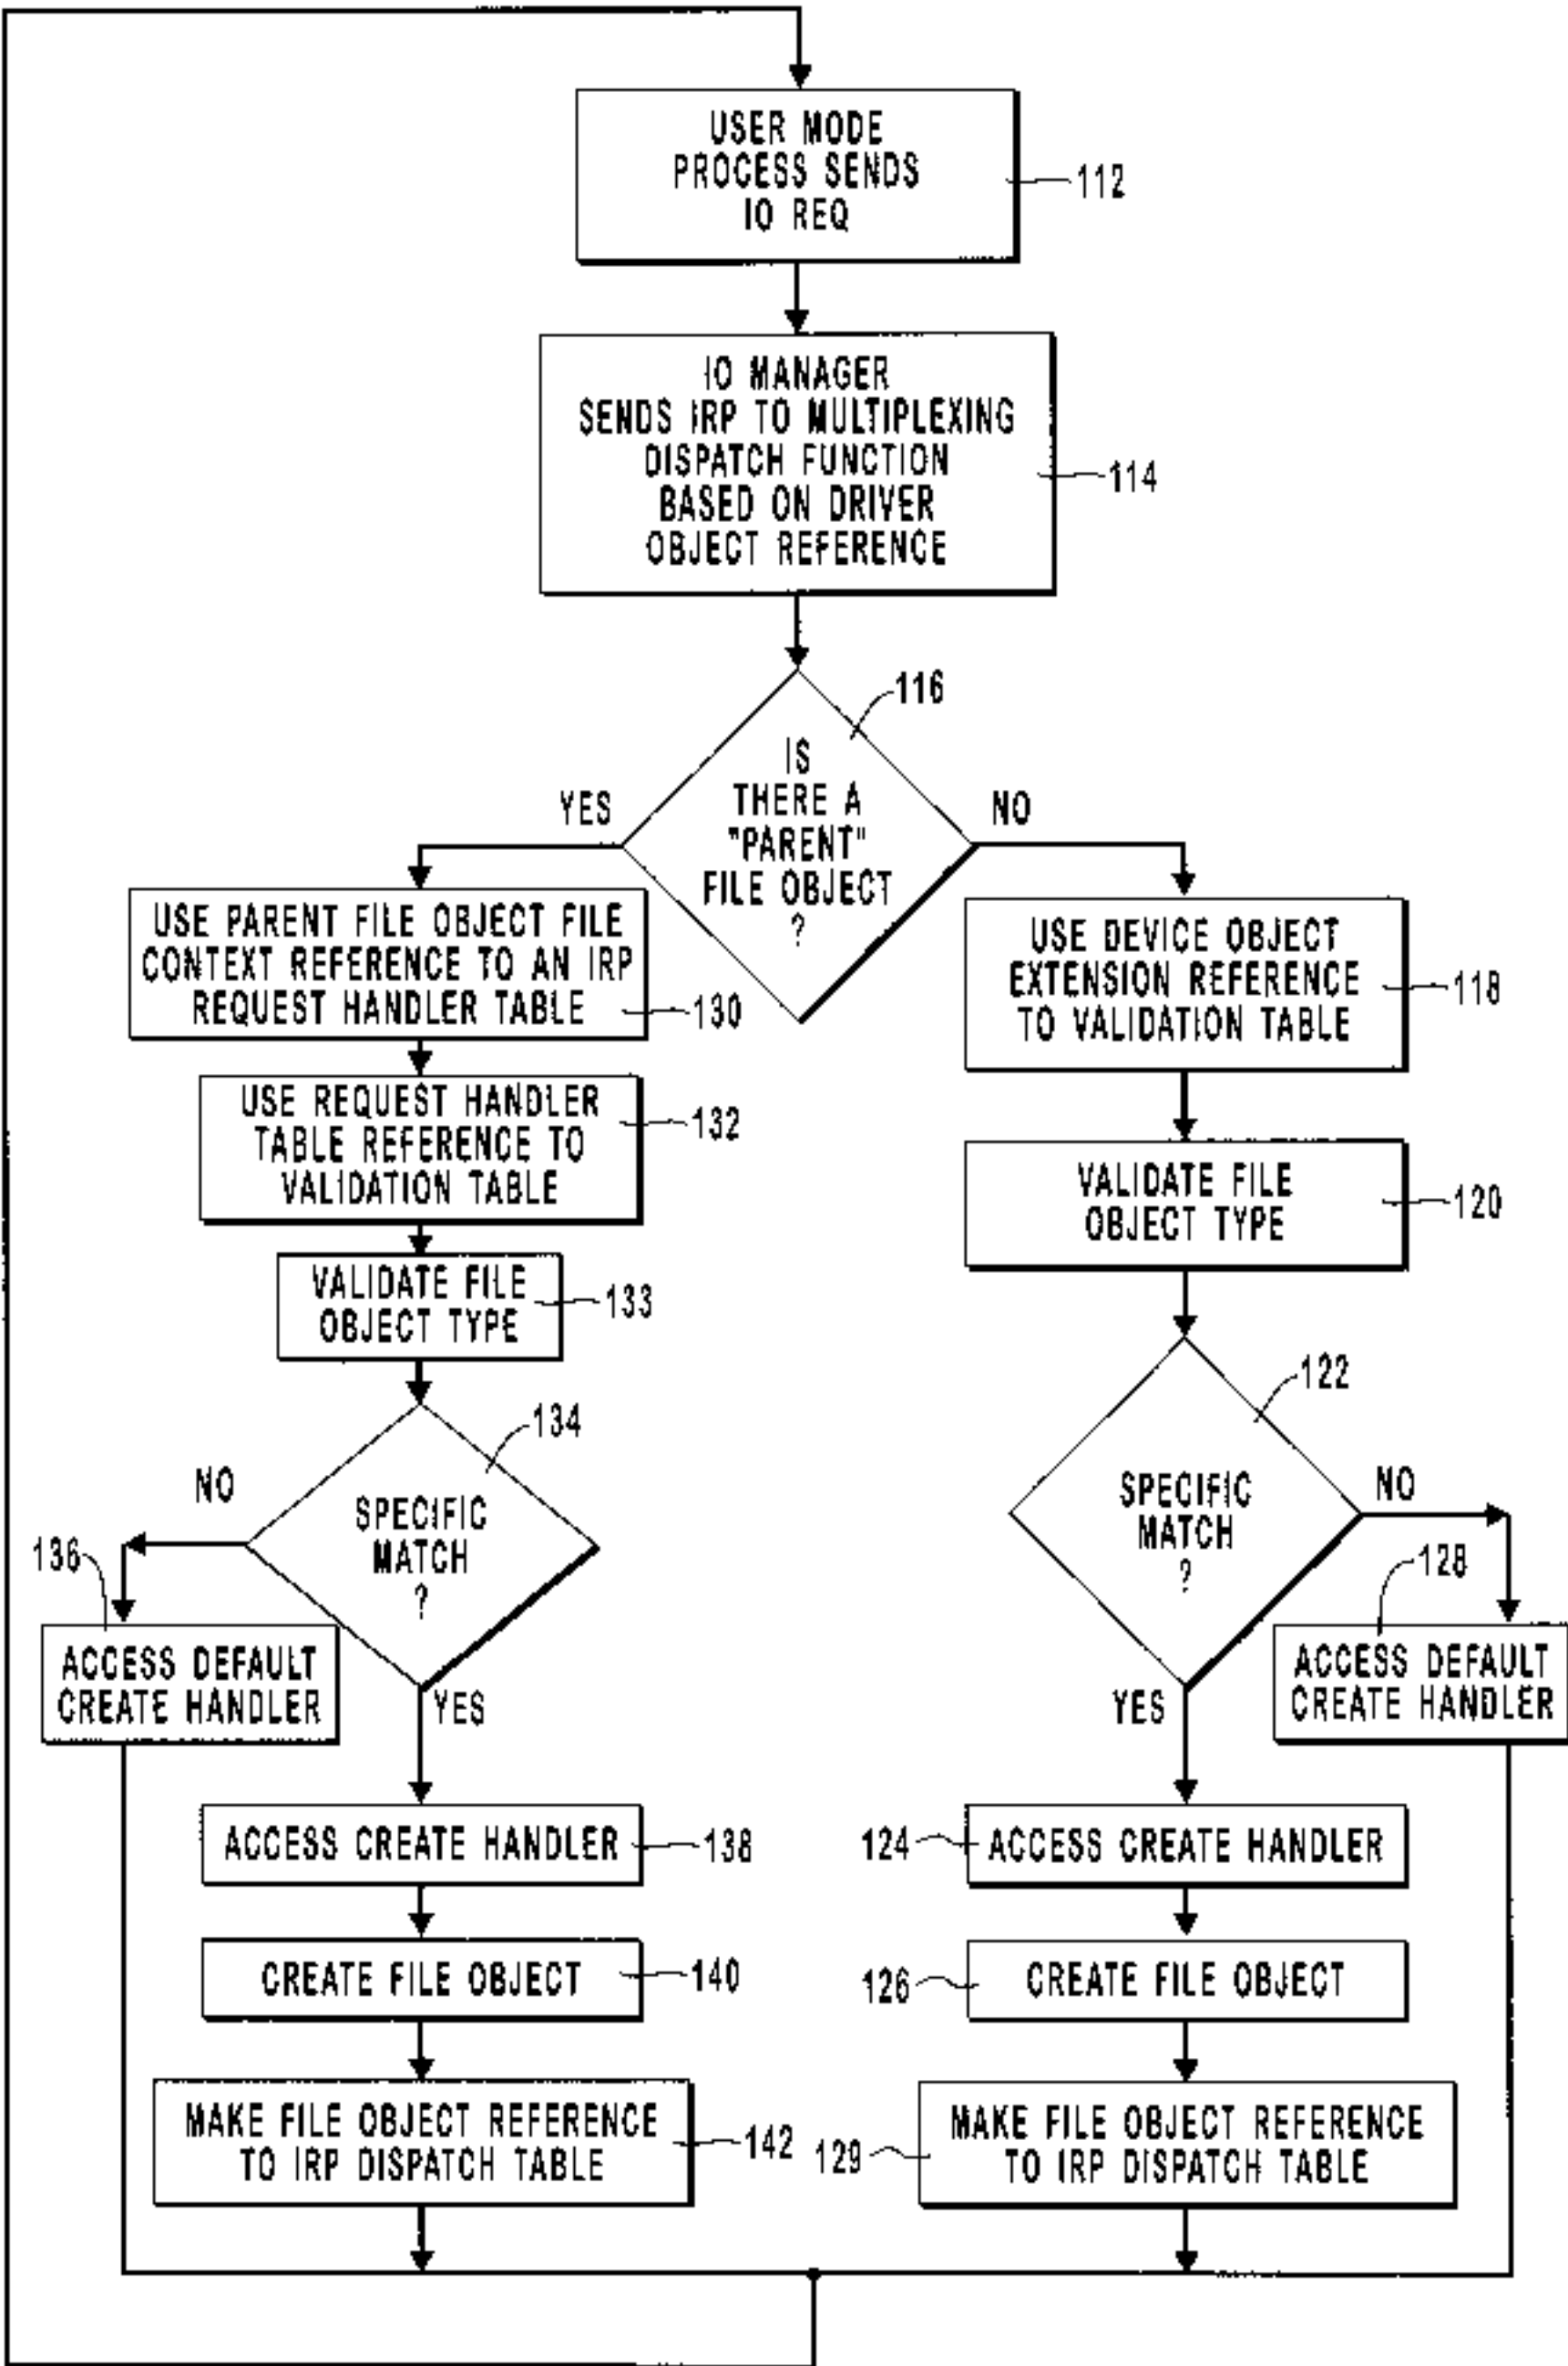 USER MODE
PROCESS SENDS
IO REQ
112
IO MANAGER
SENDS IRP TO MULTIPLEXING
DISPATCH FUNCTION
BASED ON DRIVER
OBJECT REFERENCE
114
116
IS
THERE A
"PARENT"
FILE OBJECT
?
YES
NO
USE PARENT FILE OBJECT FILE
CONTEXT REFERENCE TO AN IRP
REQUEST HANDLER TABLE
130
USE REQUEST HANDLER
TABLE REFERENCE TO
VALIDATION TABLE
132
VALIDATE FILE
OBJECT TYPE
133
134
SPECIFIC
MATCH
?
NO
YES
136
ACCESS DEFAULT
CREATE HANDLER
ACCESS CREATE HANDLER
138
CREATE FILE OBJECT
140
MAKE FILE OBJECT REFERENCE
TO IRP DISPATCH TABLE
142
USE DEVICE OBJECT
EXTENSION REFERENCE
TO VALIDATION TABLE
118
VALIDATE FILE
OBJECT TYPE
120
122
SPECIFIC
MATCH
?
NO
YES
128
ACCESS DEFAULT
CREATE HANDLER
124
ACCESS CREATE HANDLER
126
CREATE FILE OBJECT
129
MAKE FILE OBJECT REFERENCE
TO IRP DISPATCH TABLE